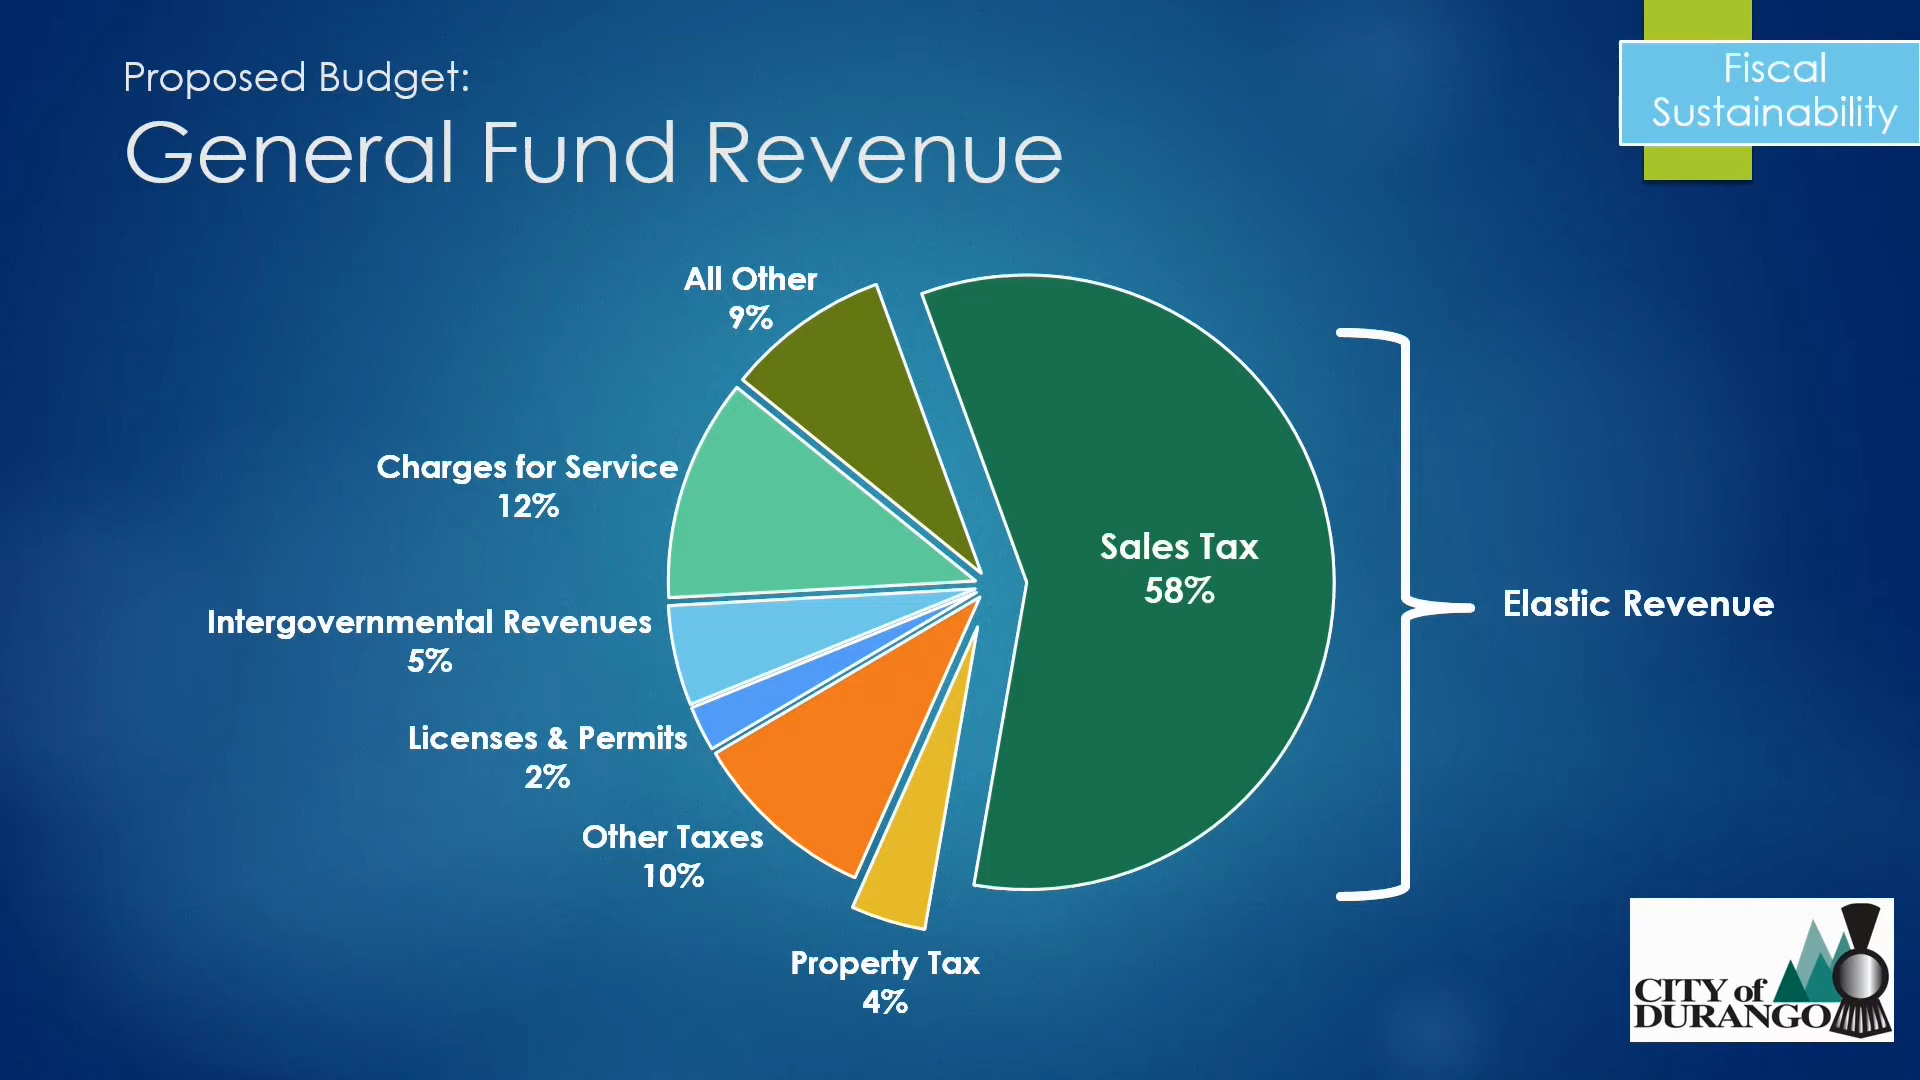 Proposed Budget:
General Fund Revenue
Fiscal
Sustainability
All Other
9%
Charges for Service
12%
Intergovernmental Revenues
5%
Licenses & Permits
2%
Other Taxes
10%
Property Tax
4%
Sales Tax
58%
Elastic Revenue
CITY of
DURANGO